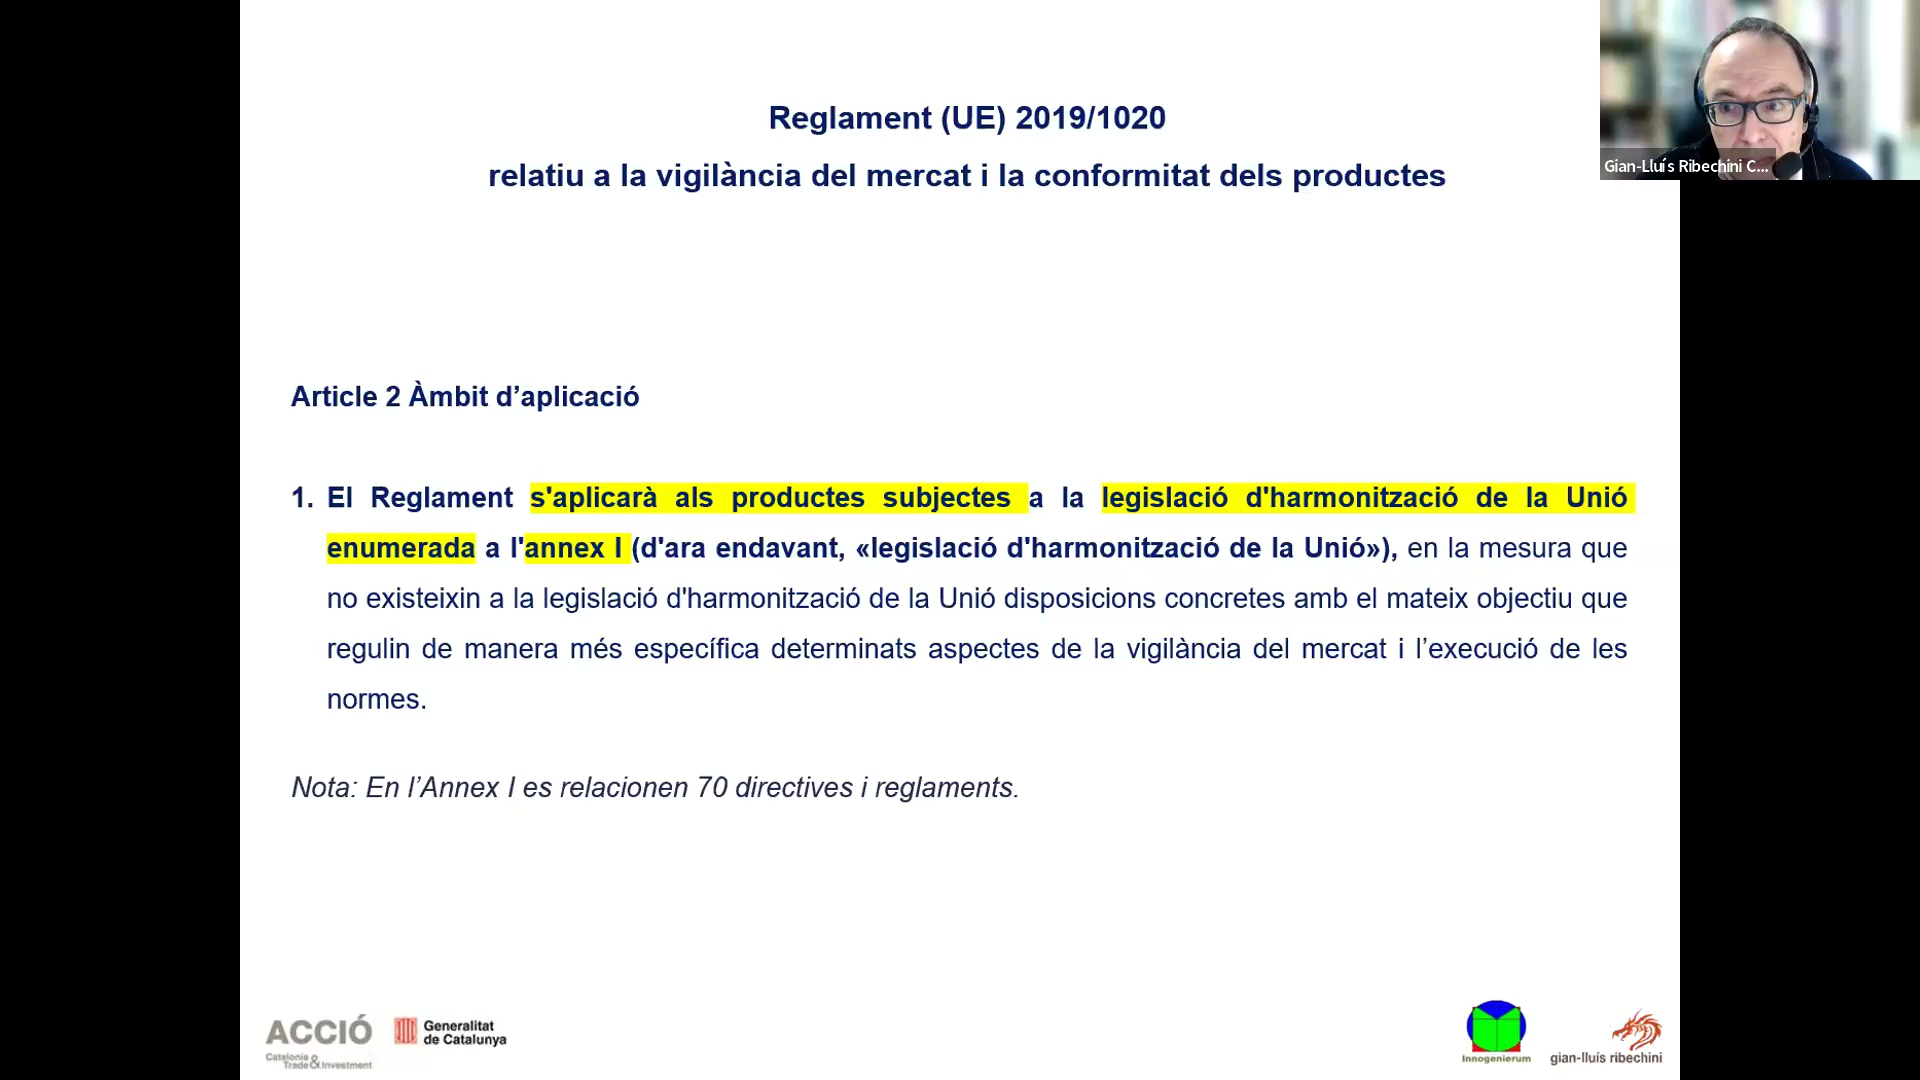 Reglament (UE) 2019/1020
relatiu a la vigilància del mercat i la conformitat dels productes
Gian-Lluís Ribechini C...
Article 2 Àmbit d’aplicació
1. El Reglament s'aplicarà als productes subjectes a la legislació d'harmonització de la Unió
enumerada a l'annex I (d'ara endavant, «legislació d'harmonització de la Unió»), en la mesura que
no existeixin a la legislació d'harmonització de la Unió disposicions concretes amb el mateix objectiu que
regulin de manera més específica determinats aspectes de la vigilància del mercat i l’execució de les
normes.
Nota: En l’Annex I es relacionen 70 directives i reglaments.
ACCIÓ
Catalonia
Trade & Investment
Generalitat
de Catalunya
Innogenierum
gian-lluís ribechini